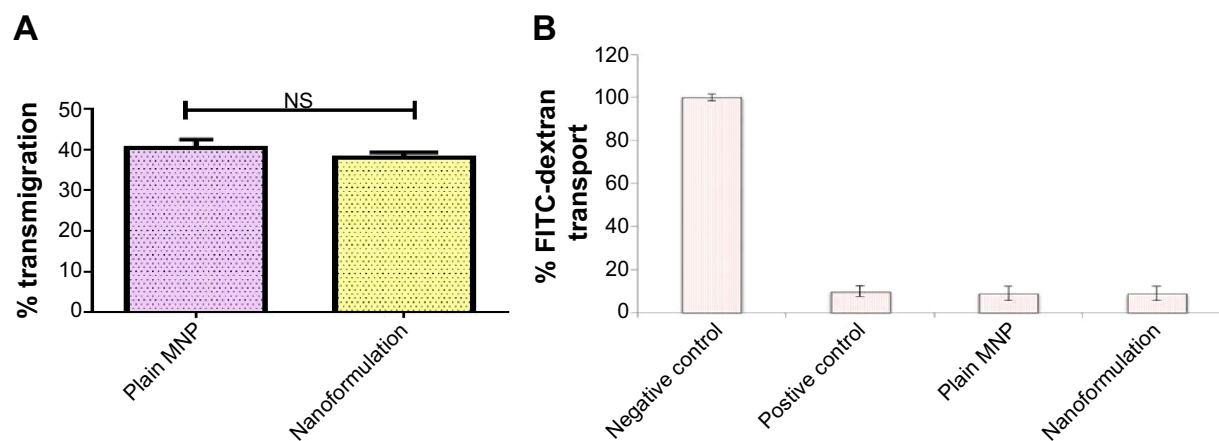 A
NS
% transmigration
50
40
30
20
10
0
Plain MNP
Nanoformulation
B
% FITC-dextran
transport
120
100
80
60
40
20
0
Negative control
Postive control
Plain MNP
Nanoformulation